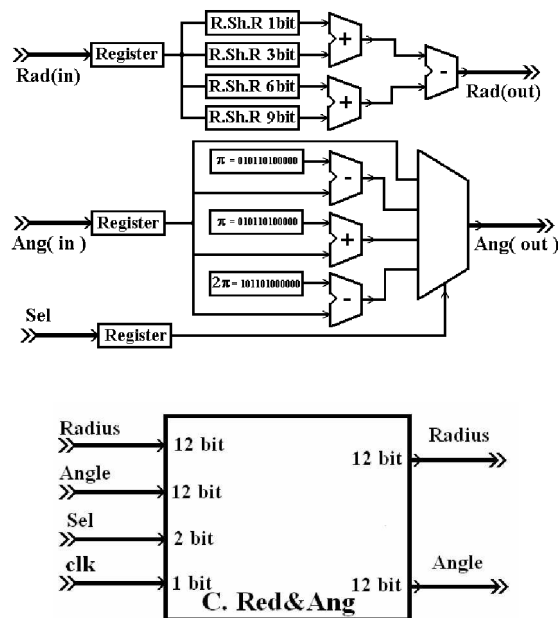 R.Sh.R 1bit
+
Register
R.Sh.R 3bit
-
Rad(in)
R.Sh.R 6bit
+
Rad(out)
R.Sh.R 9bit
π = 010110100000
-
Register
π = 010110100000
+
Ang( in )
Ang( out )
2π = 101101000000
-
Sel
Register
Radius
12 bit
Radius
12 bit
Angle
12 bit
Sel
2 bit
clk
1 bit
Angle
12 bit
C. Red&Ang